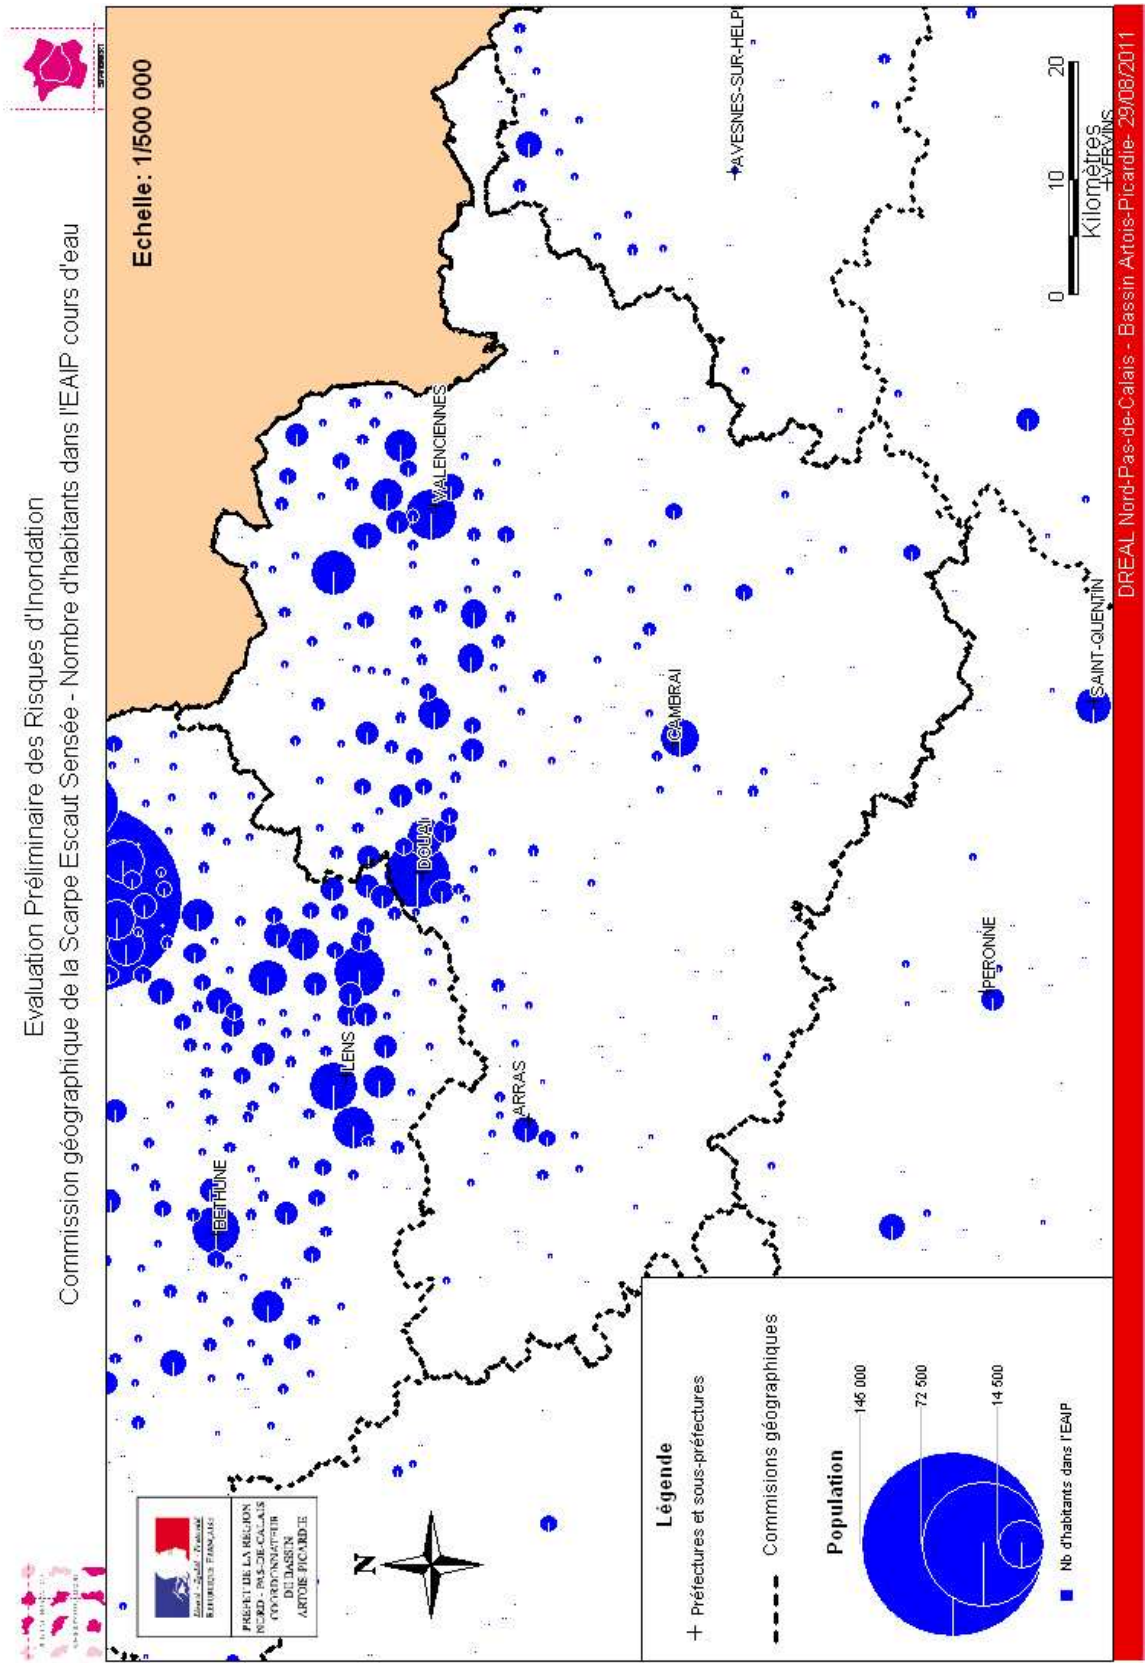 Evaluation Préliminaire des Risques d'Inondation
Commission géographique de la Scarpe Escaut Sensée - Nombre d'habitants dans l'EAIP cours d'eau
Echelle: 1/500 000
PREFET DE LA REGION
NORD - PAS-DE-CALAIS
COORDONNATEUR
DU BASSIN
ARTOIS-PICARDIE
N
BETHUNE
LENS
DOUAI
VALENCIENNES
ARRAS
CAMBRAI
AVESNES-SUR-HELP
PERONNE
SAINT-QUENTIN
VERVINS
Légende
Préfectures et sous-préfectures
Commisions géographiques
Population
145 000
72 500
14 500
Nb d'habitants dans l'EAIP
0 10 20
Kilomètres
DREAL Nord-Pas-de-Calais - Bassin Artois-Picardie- 29/08/2011